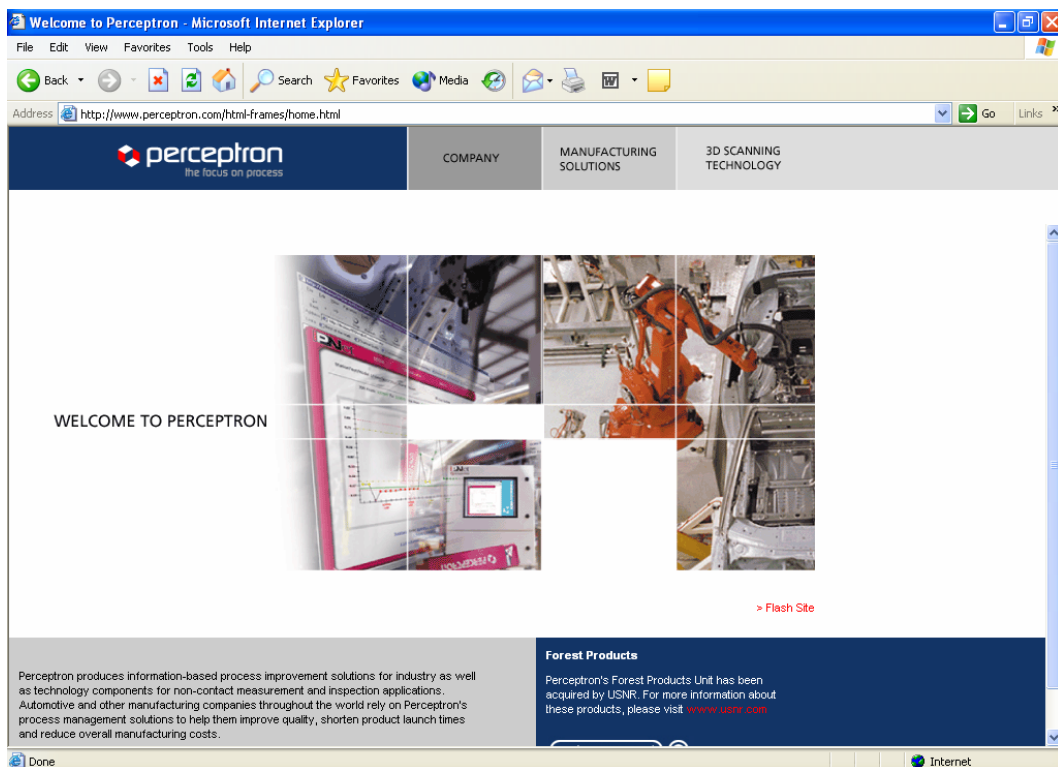 Welcome to Perceptron - Microsoft Internet Explorer
File Edit View Favorites Tools Help
Back Search Favorites Media
Address http://www.perceptron.com/html-frames/home.html Go Links »
perceptron
the focus on process
COMPANY
MANUFACTURING
SOLUTIONS
3D SCANNING
TECHNOLOGY
WELCOME TO PERCEPTRON
> Flash Site
Perceptron produces information-based process improvement solutions for industry as well
as technology components for non-contact measurement and inspection applications.
Automotive and other manufacturing companies throughout the world rely on Perceptron's
process management solutions to help them improve quality, shorten product launch times
and reduce overall manufacturing costs.
Forest Products
Perceptron's Forest Products Unit has been
acquired by USNR. For more information about
these products, please visit www.usnr.com
Done Internet